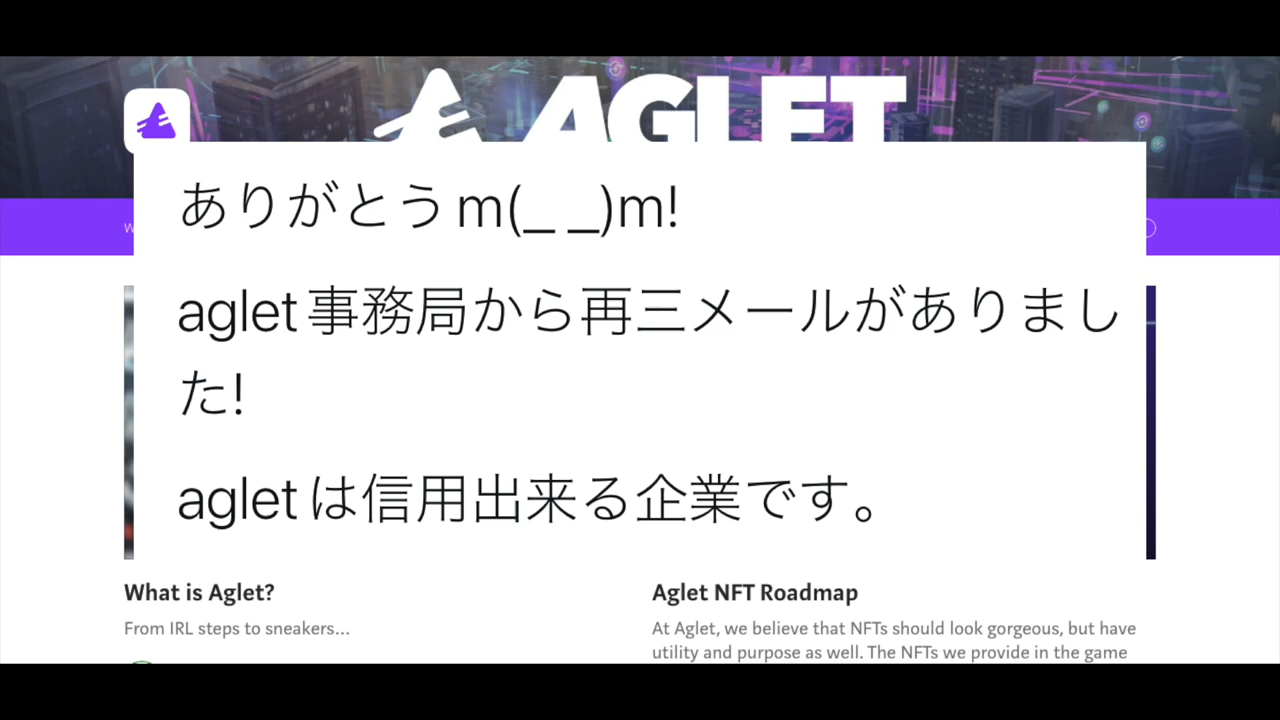 AGLET
ありがとうm(_ _)m!
W
aglet事務局から再三メールがありまし
た!
agletは信用出来る企業です。
What is Aglet?
From IRL steps to sneakers...
Aglet NFT Roadmap
At Aglet, we believe that NFTs should look gorgeous, but have
utility and purpose as well. The NFTs we provide in the game